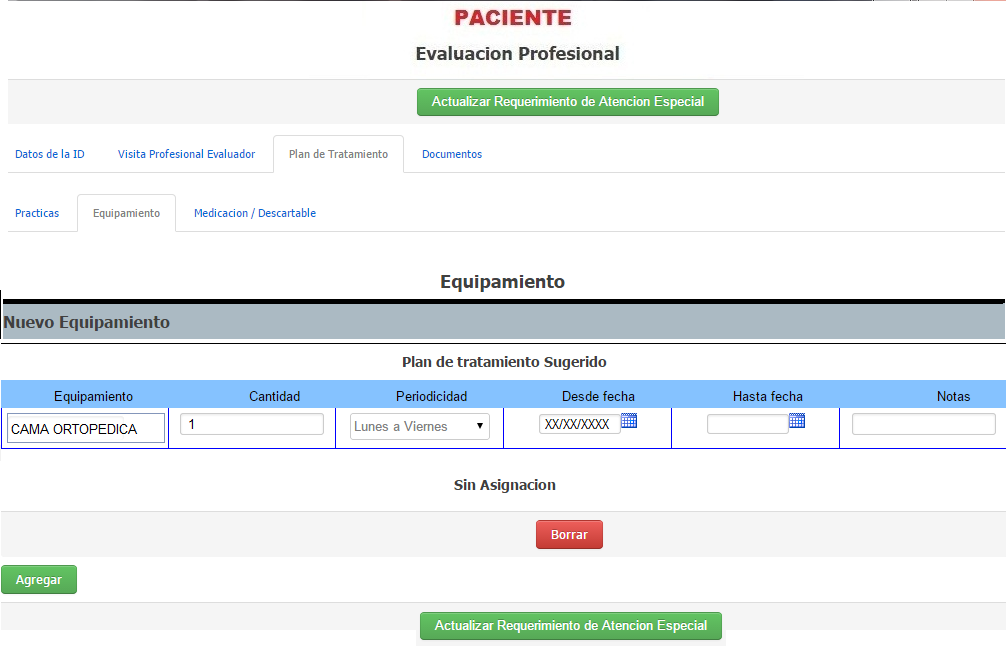 PACIENTE
Evaluacion Profesional
Actualizar Requerimiento de Atencion Especial
Datos de la ID Visita Profesional Evaluador Plan de Tratamiento Documentos
Practicas Equipamiento Medicacion / Descartable
Equipamiento
Nuevo Equipamiento
Plan de tratamiento Sugerido
Equipamiento Cantidad Periodicidad Desde fecha Hasta fecha Notas
CAMA ORTOPEDICA 1 Lunes a Viernes XX/XX/XXXX
Sin Asignacion
Borrar
Agregar
Actualizar Requerimiento de Atencion Especial